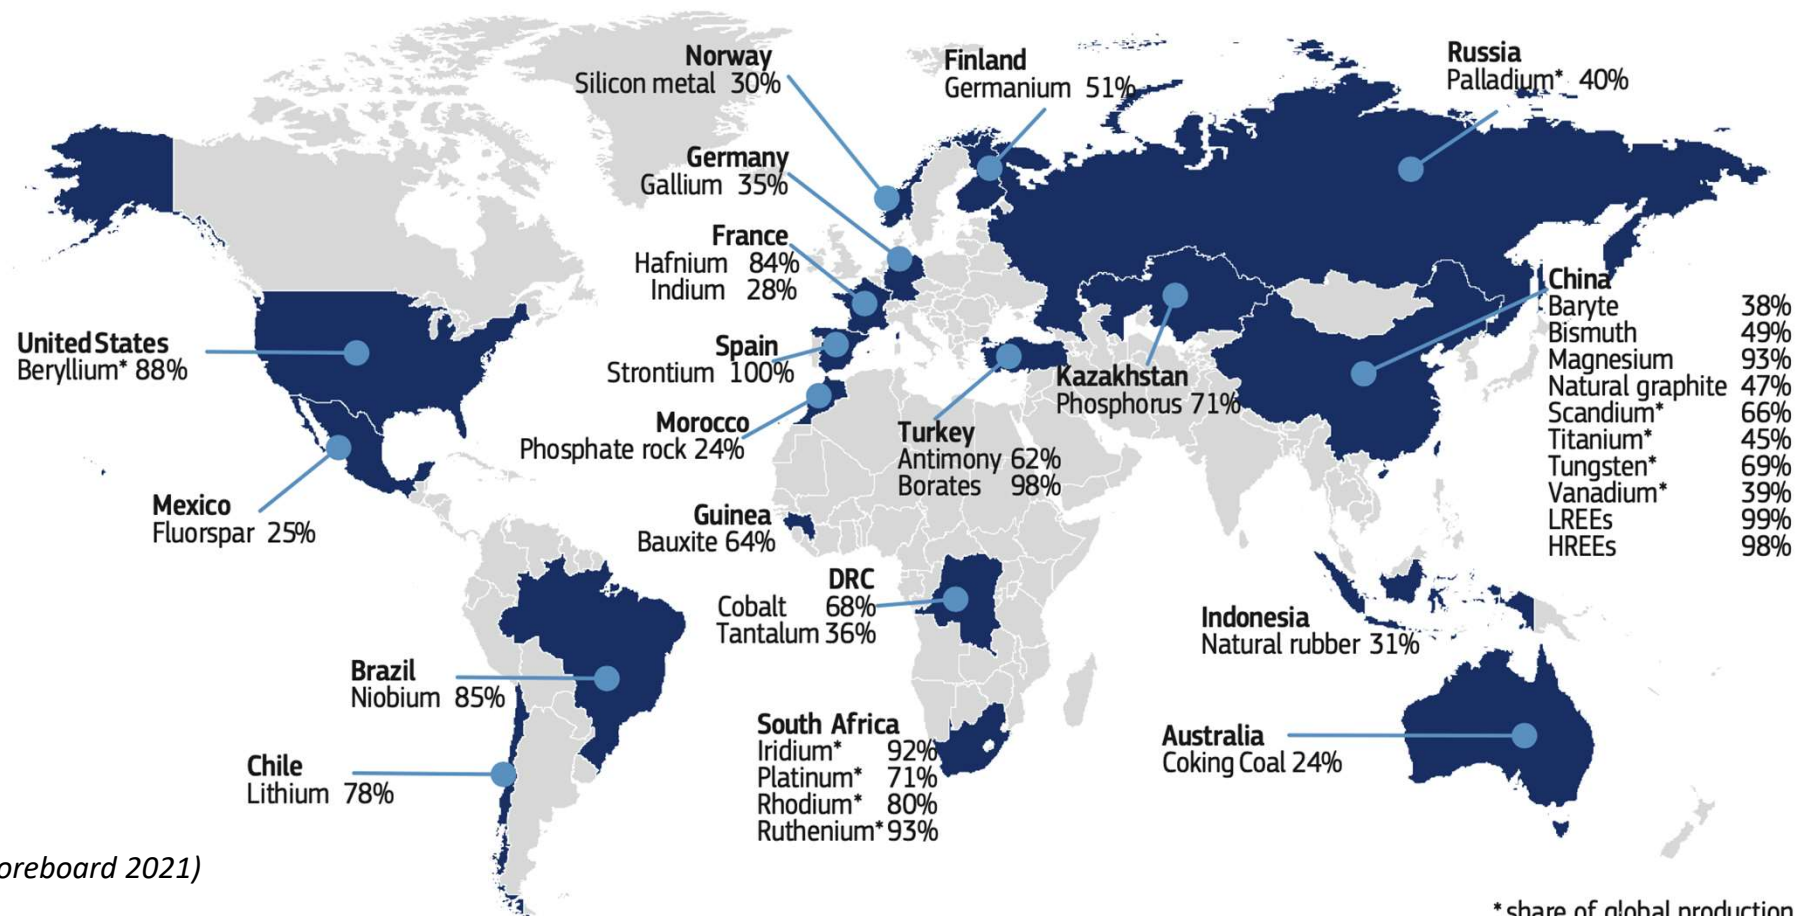 Norway
Silicon metal 30%
Finland
Germanium 51%
Russia
Palladium* 40%
Germany
Gallium 35%
France
Hafnium 84%
Indium 28%
United States
Beryllium* 88%
Spain
Strontium 100%
Morocco
Phosphate rock 24%
Kazakhstan
Phosphorus 71%
Turkey
Antimony 62%
Borates 98%
China
Baryte 38%
Bismuth 49%
Magnesium 93%
Natural graphite 47%
Scandium* 66%
Titanium* 45%
Tungsten* 69%
Vanadium* 39%
LREEs 99%
HREEs 98%
Mexico
Fluorspar 25%
Guinea
Bauxite 64%
DRC
Cobalt 68%
Tantalum 36%
Indonesia
Natural rubber 31%
Brazil
Niobium 85%
South Africa
Iridium* 92%
Platinum* 71%
Rhodium* 80%
Ruthenium* 93%
Australia
Coking Coal 24%
Chile
Lithium 78%
oreboard 2021)
* share of global production